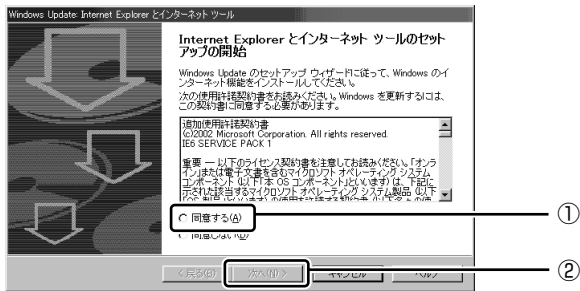 Windows Update: Internet Explorer とインターネット ツール
Internet Explorer とインターネット ツールのセット
アップの開始
Windows Update のセットアップ ウィザードに従って、Windows のイ
ンターネット機能をインストールしてください。
次の使用許諾契約書をお読みください。Windows を更新するには、
この契約書に同意する必要があります。
追加使用許諾契約書
(c)2002 Microsoft Corporation. All rights reserved.
IE6 SERVICE PACK 1
重要 — 以下のライセンス契約書を注意してお読みください。「オンラ
イン」または電子文書を含むマイクロソフト オペレーティング システム
コンポーネント (以下「本 OS コンポーネント」といいます) は、下記に
示された該当するマイクロソフト オペレーティング システム製品 (以下
同意する(A)
①
同意しない(D)
< 戻る(B)
次へ(N) >
キャンセル
ヘルプ
②